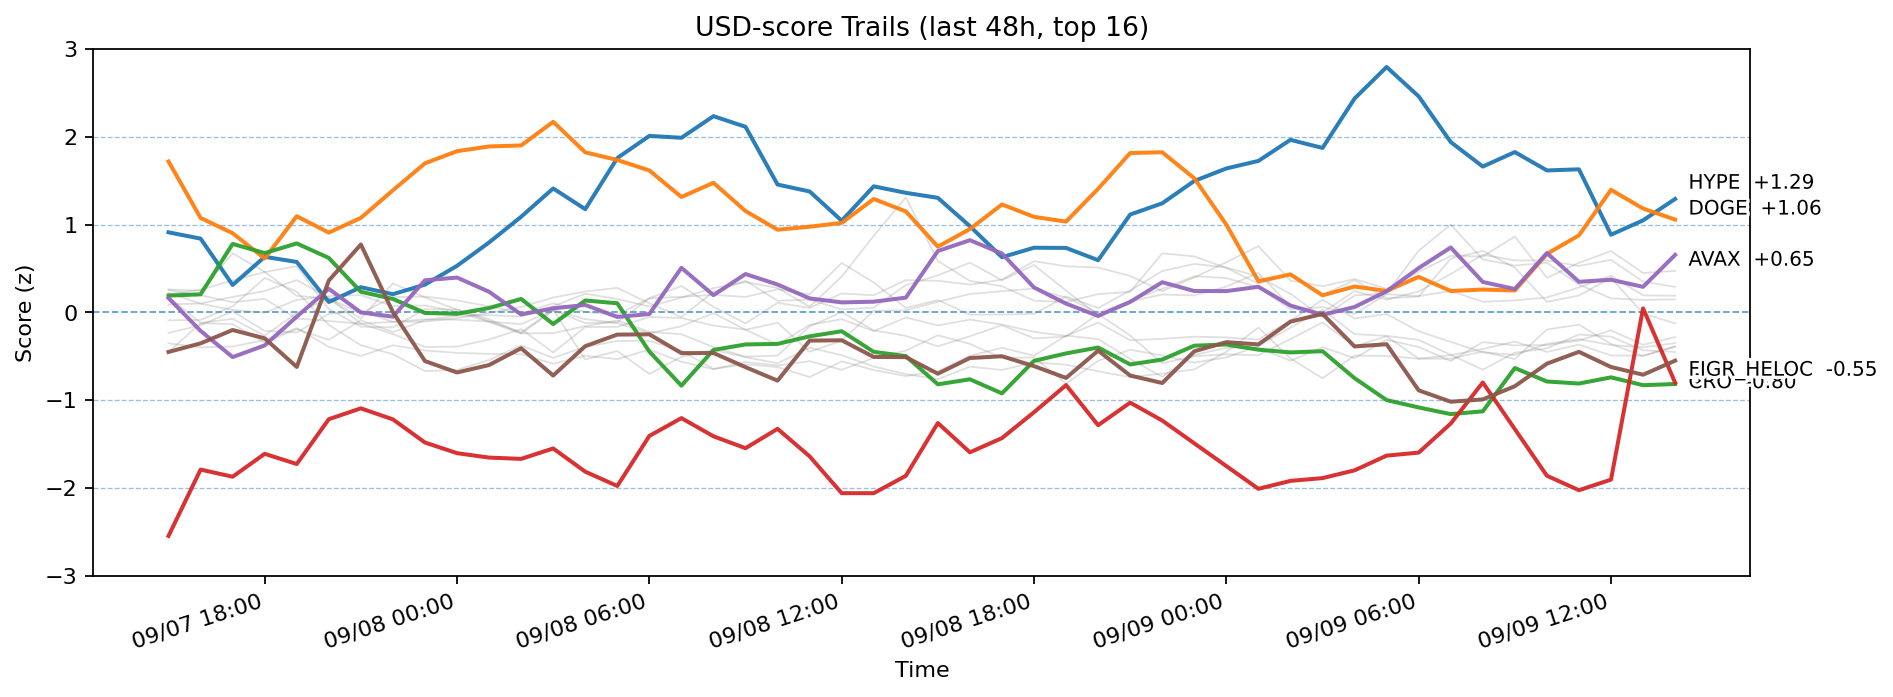 USD-score Trails (last 48h, top 16)
Score (z)
3
2
1
0
−1
−2
−3
HYPE +1.29
DOGE +1.06
AVAX +0.65
FIGR_HELOC -0.55
CRO -0.80
09/07 18:00
09/08 00:00
09/08 06:00
09/08 12:00
09/08 18:00
09/09 00:00
09/09 06:00
09/09 12:00
Time